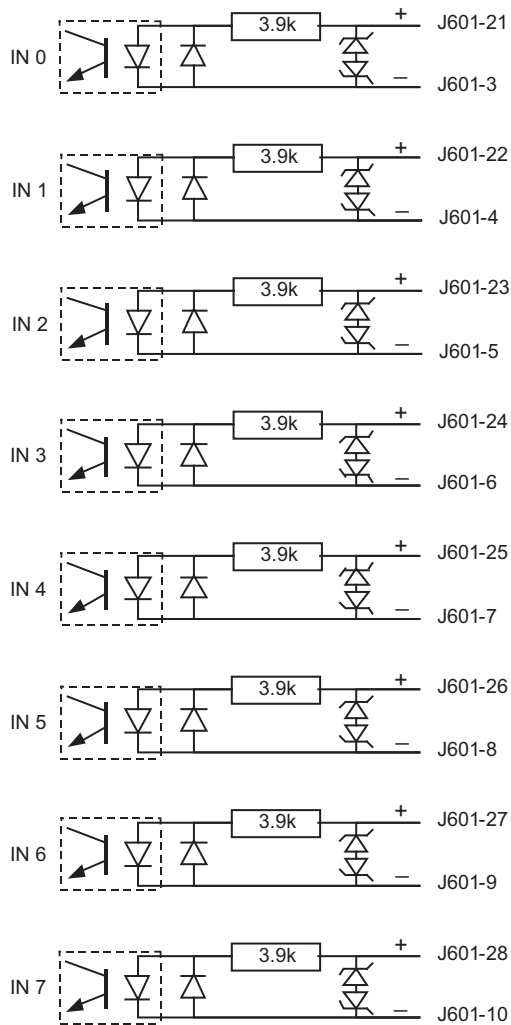 3.9k + J601-21
IN 0
– J601-3
3.9k + J601-22
IN 1
– J601-4
3.9k + J601-23
IN 2
– J601-5
3.9k + J601-24
IN 3
– J601-6
3.9k + J601-25
IN 4
– J601-7
3.9k + J601-26
IN 5
– J601-8
3.9k + J601-27
IN 6
– J601-9
3.9k + J601-28
IN 7
– J601-10